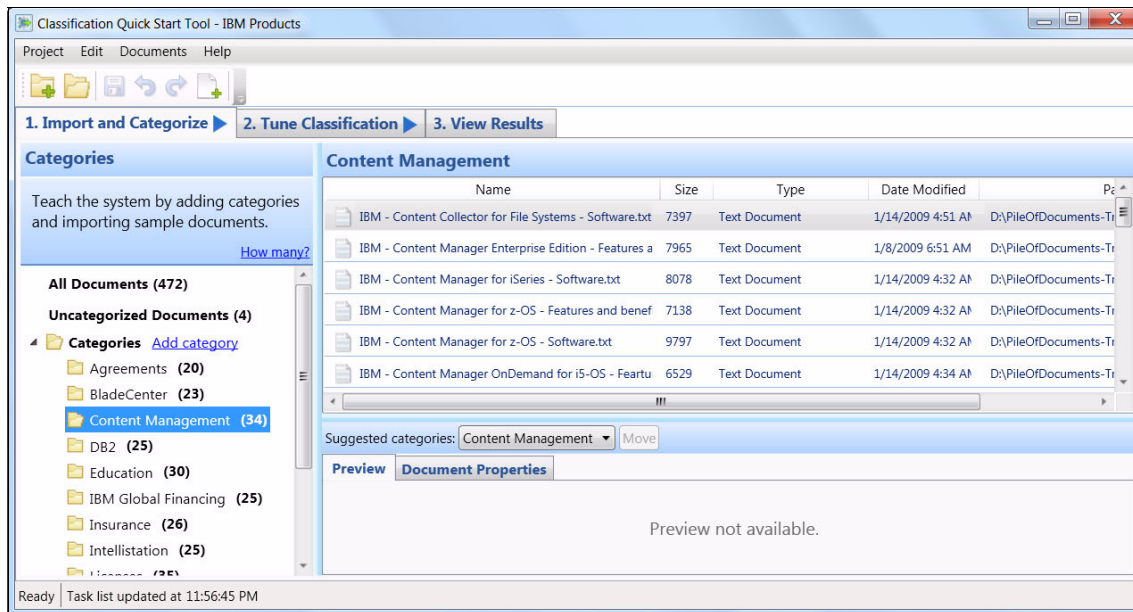 Classification Quick Start Tool - IBM Products
Project Edit Documents Help
1. Import and Categorize 2. Tune Classification 3. View Results
Categories
Teach the system by adding categories
and importing sample documents.
How many?
All Documents (472)
Uncategorized Documents (4)
Categories Add category
Agreements (20)
BladeCenter (23)
Content Management (34)
DB2 (25)
Education (30)
IBM Global Financing (25)
Insurance (26)
Intellistation (25)
Licenses (35)
Content Management
Name Size Type Date Modified Pa
IBM - Content Collector for File Systems - Software.txt 7397 Text Document 1/14/2009 4:51 AM D:\PileOfDocuments-Tr
IBM - Content Manager Enterprise Edition - Features a 7965 Text Document 1/8/2009 6:51 AM D:\PileOfDocuments-Tr
IBM - Content Manager for iSeries - Software.txt 8078 Text Document 1/14/2009 4:32 AM D:\PileOfDocuments-Tr
IBM - Content Manager for z-OS - Features and benef 7138 Text Document 1/14/2009 4:32 AM D:\PileOfDocuments-Tr
IBM - Content Manager for z-OS - Software.txt 9797 Text Document 1/14/2009 4:32 AM D:\PileOfDocuments-Tr
IBM - Content Manager OnDemand for i5-OS - Feartu 6529 Text Document 1/14/2009 4:34 AM D:\PileOfDocuments-Tr
Suggested categories: Content Management Move
Preview Document Properties
Preview not available.
Ready Task list updated at 11:56:45 PM